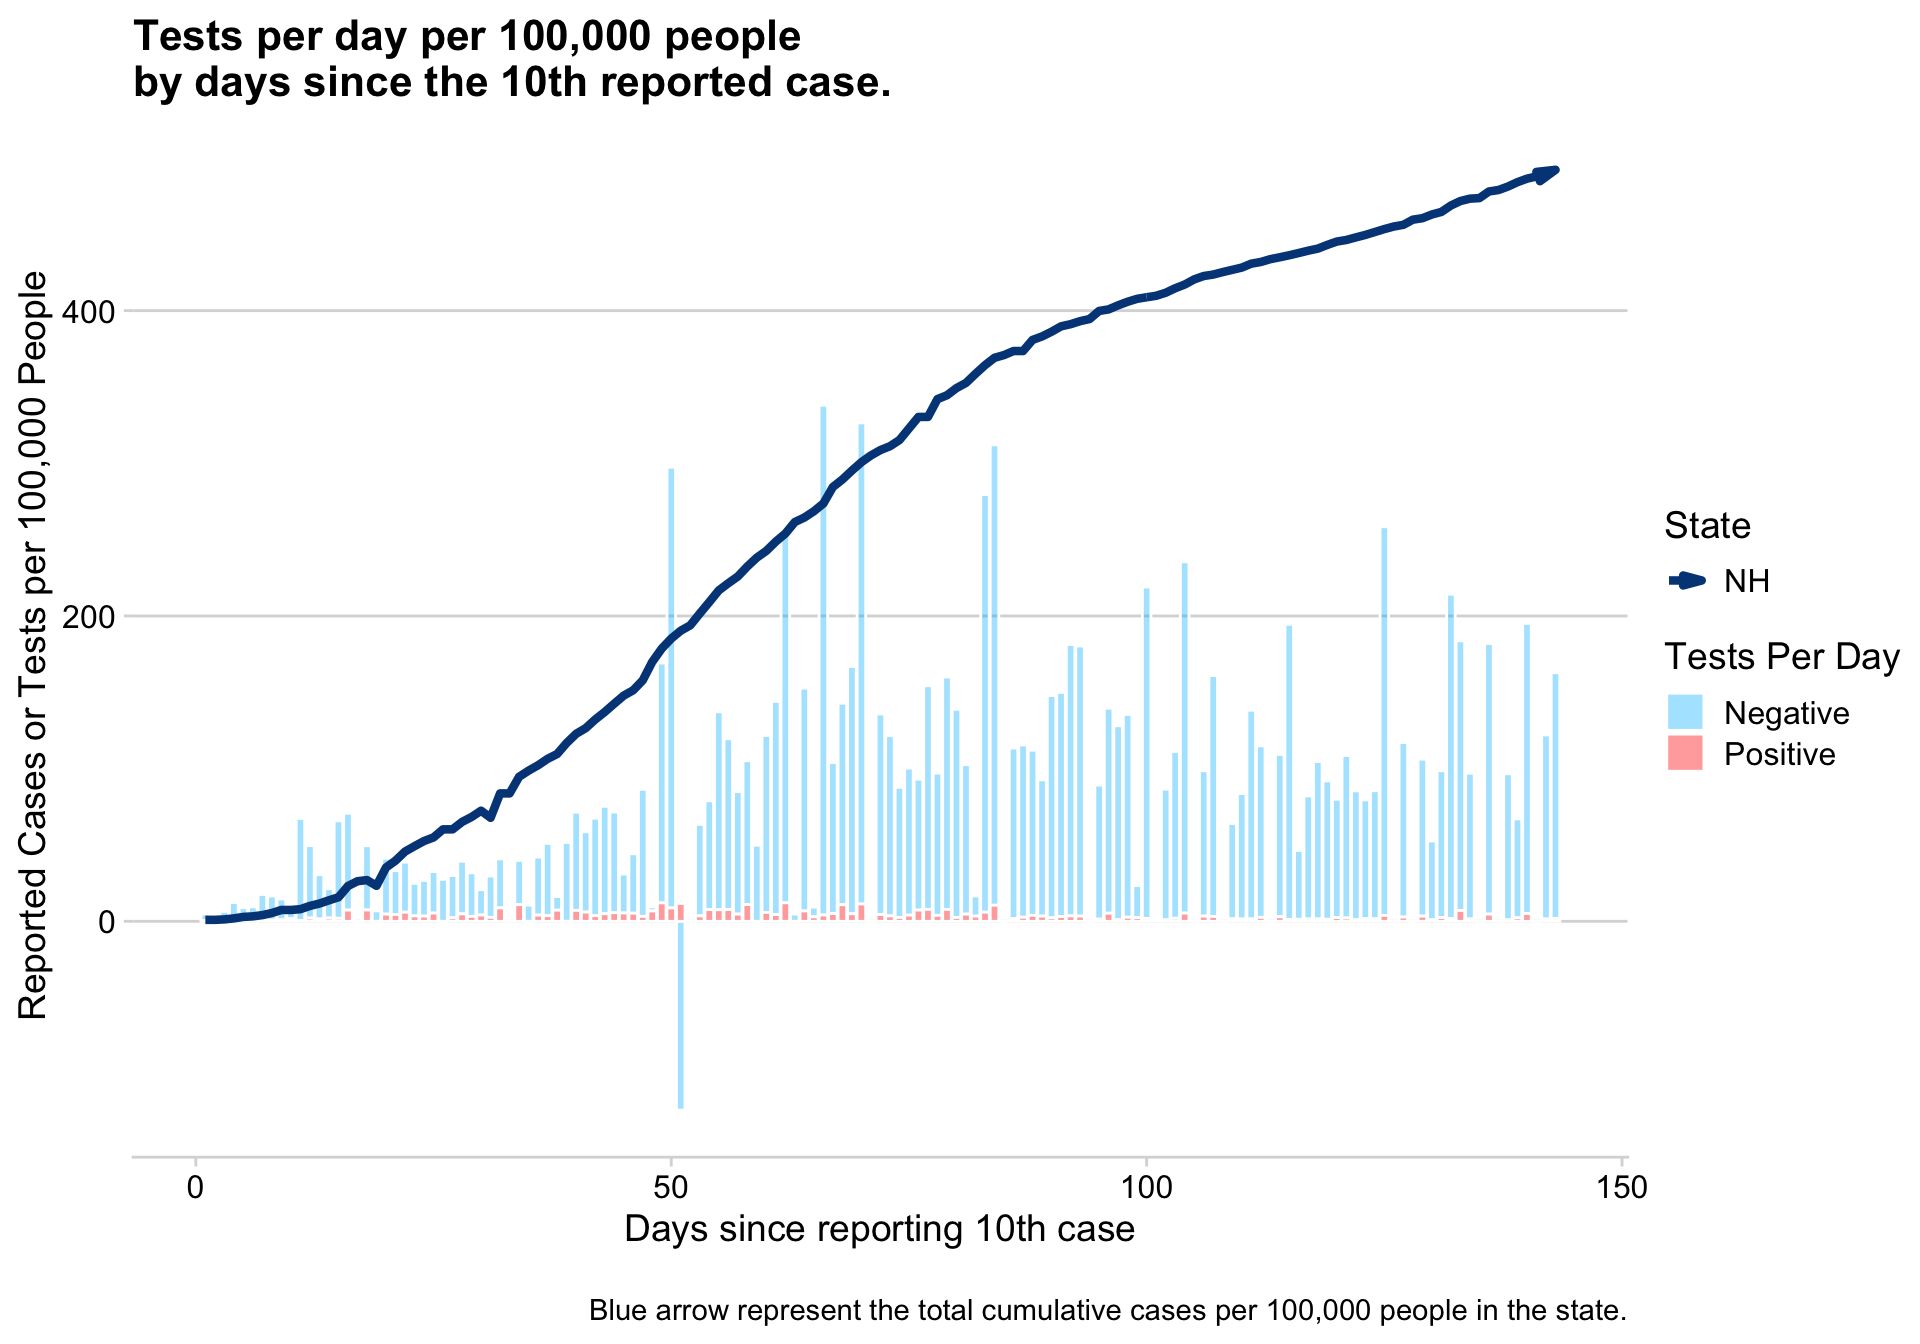 Tests per day per 100,000 people
by days since the 10th reported case.
Reported Cases or Tests per 100,000 People
400
200
0
0
50
100
150
Days since reporting 10th case
State
NH
Tests Per Day
Negative
Positive
Blue arrow represent the total cumulative cases per 100,000 people in the state.